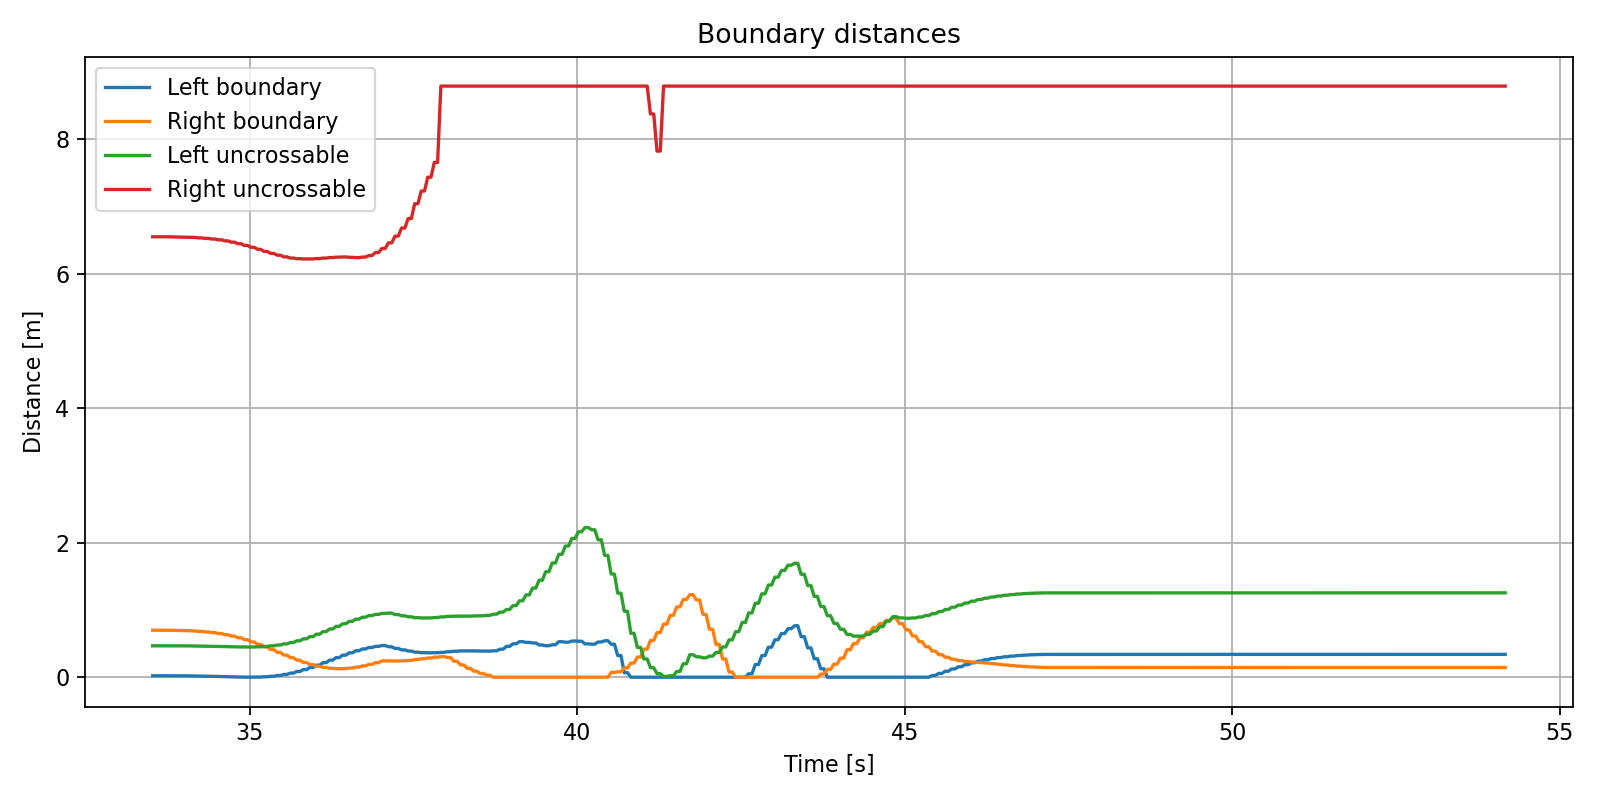 Boundary distances
Left boundary
Right boundary
Left uncrossable
Right uncrossable
8
6
4
2
0
Distance [m]
35
40
45
50
55
Time [s]